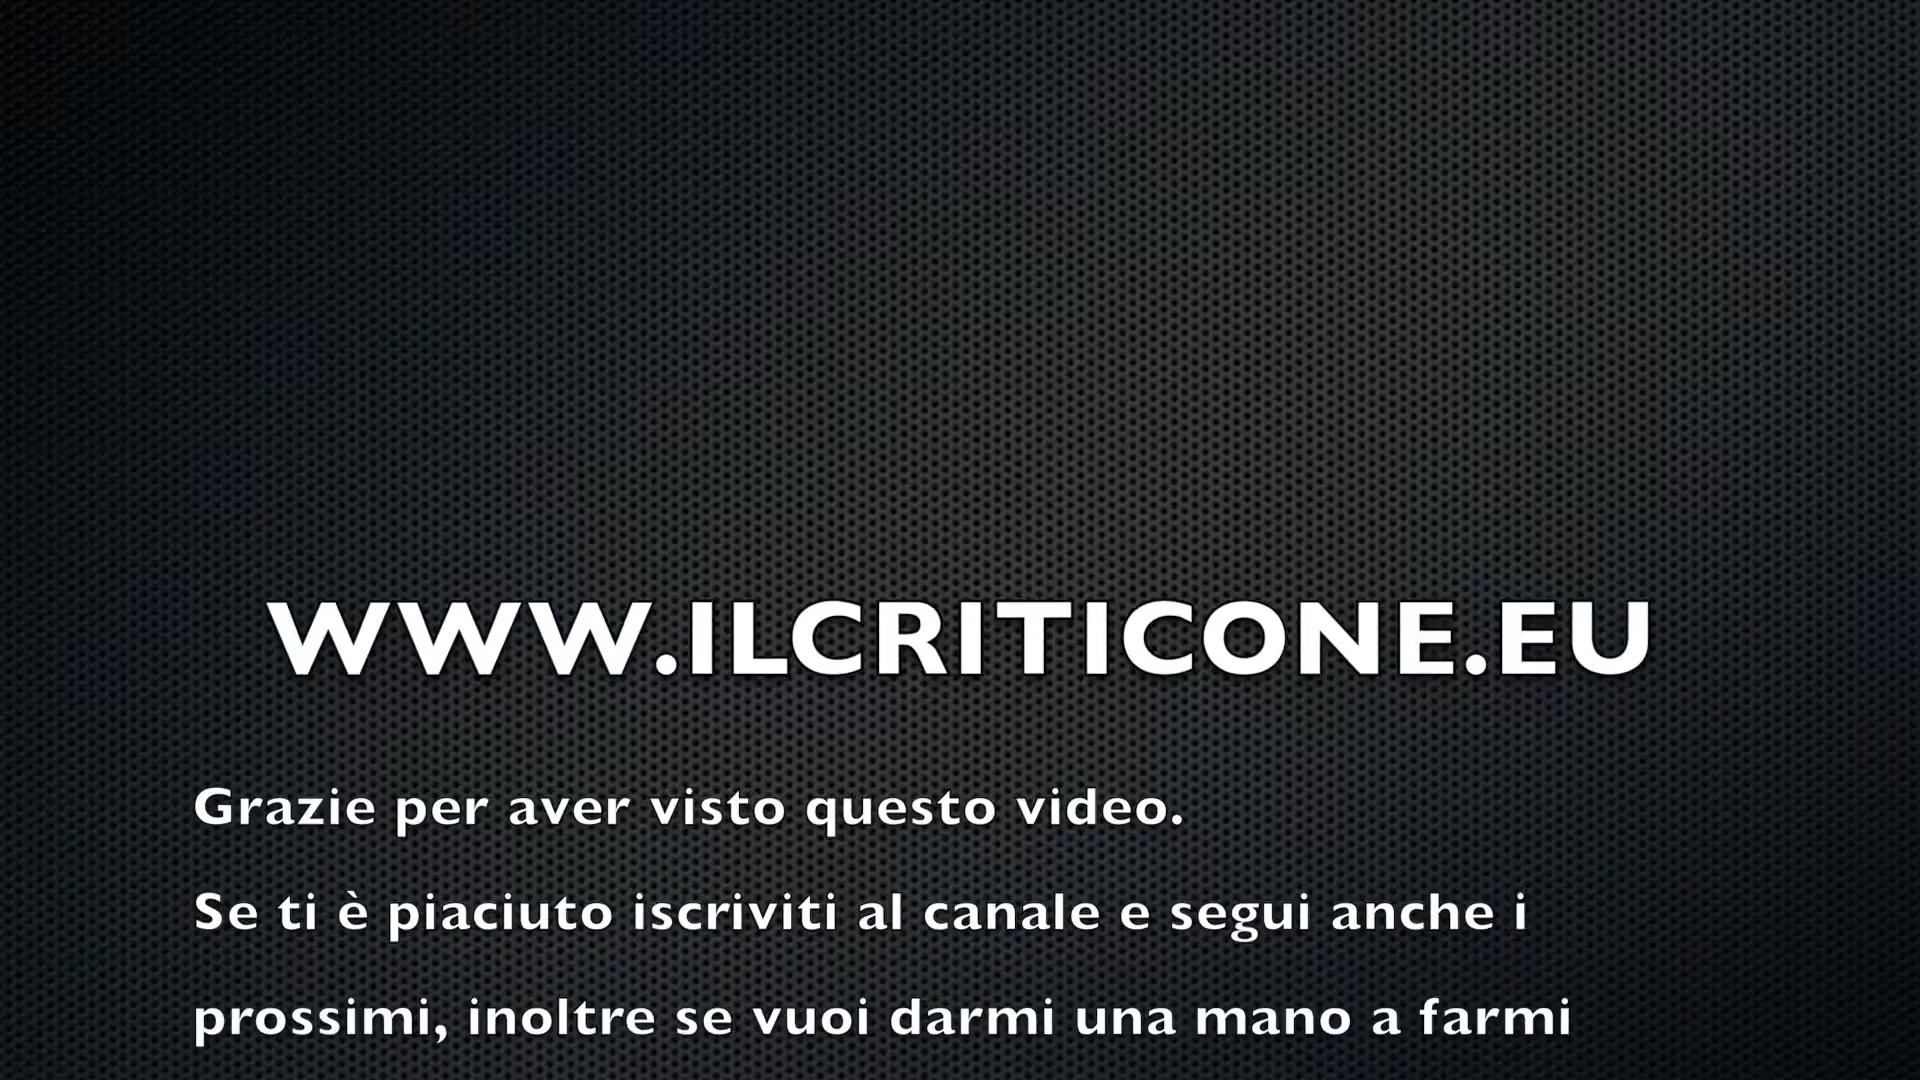 WWW.ILCRITICONE.EU
Grazie per aver visto questo video.
Se ti è piaciuto iscriviti al canale e segui anche i
prossimi, inoltre se vuoi darmi una mano a farmi